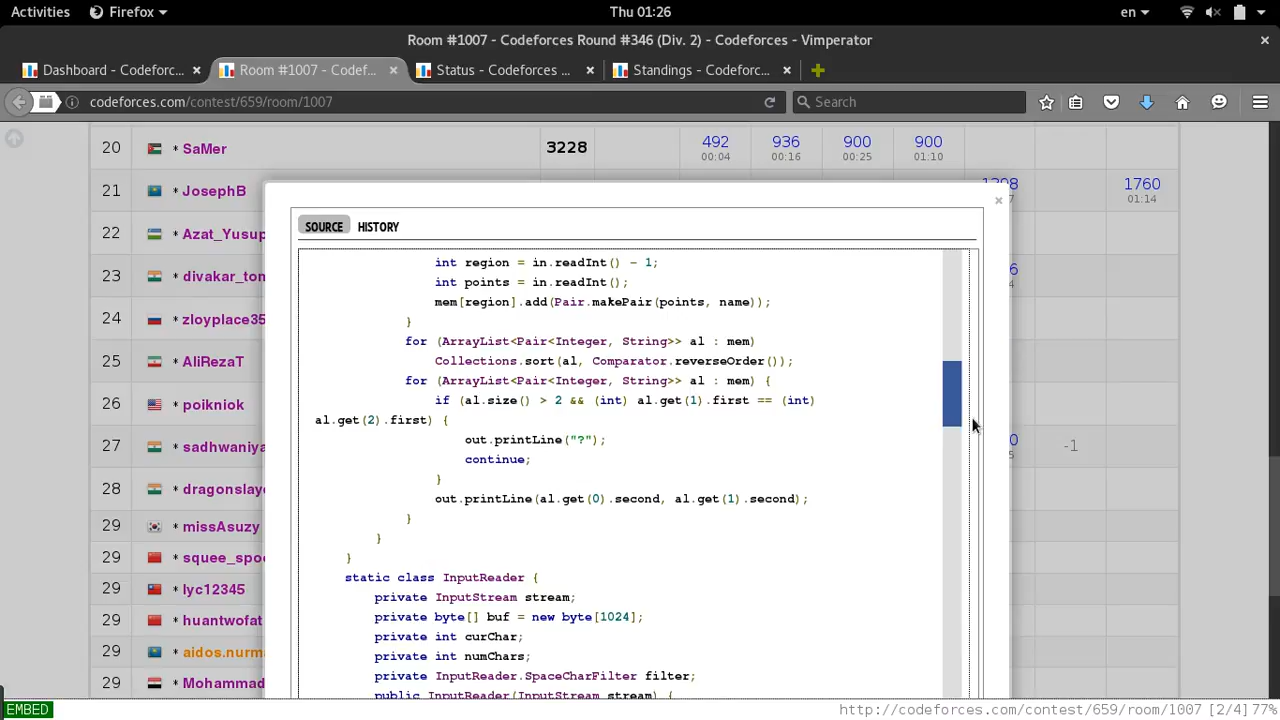 Activities Firefox Thu 01:26 en
Room #1007 - Codeforces Round #346 (Div. 2) - Codeforces - Vimperator ×
Dashboard - Codeforc... × Room #1007 - Codef... × Status - Codeforces ... × Standings - Codeforc... ×
codeforces.com/contest/659/room/1007 Search
20 * SaMer 3228 492 936 900 900
00:04 00:16 00:25 01:10
21 * JosephB 1760
01:14
22 * Azat_Yusup
23 * divakar_tom
24 * zloyplace35
25 * AliRezaT
26 * poikniok
27 * sadhwaniya -1
28 * dragonslaye
29 * missAsuzy
29 * squee_spoo
29 * lyc12345
29 * huantwofat
29 * aidos.nurma
29 * Mohammad
×
SOURCE HISTORY
int region = in.readInt() - 1;
int points = in.readInt();
mem[region].add(Pair.makePair(points, name));
}
for (ArrayList<Pair<Integer, String>> al : mem)
Collections.sort(al, Comparator.reverseOrder());
for (ArrayList<Pair<Integer, String>> al : mem) {
if (al.size() > 2 && (int) al.get(1).first == (int)
al.get(2).first) {
out.printLine("?");
continue;
}
out.printLine(al.get(0).second, al.get(1).second);
}
}
}
static class InputReader {
private InputStream stream;
private byte[] buf = new byte[1024];
private int curChar;
private int numChars;
private InputReader.SpaceCharFilter filter;
public InputReader(InputStream stream) {
EMBED http://codeforces.com/contest/659/room/1007 [2/4] 77%